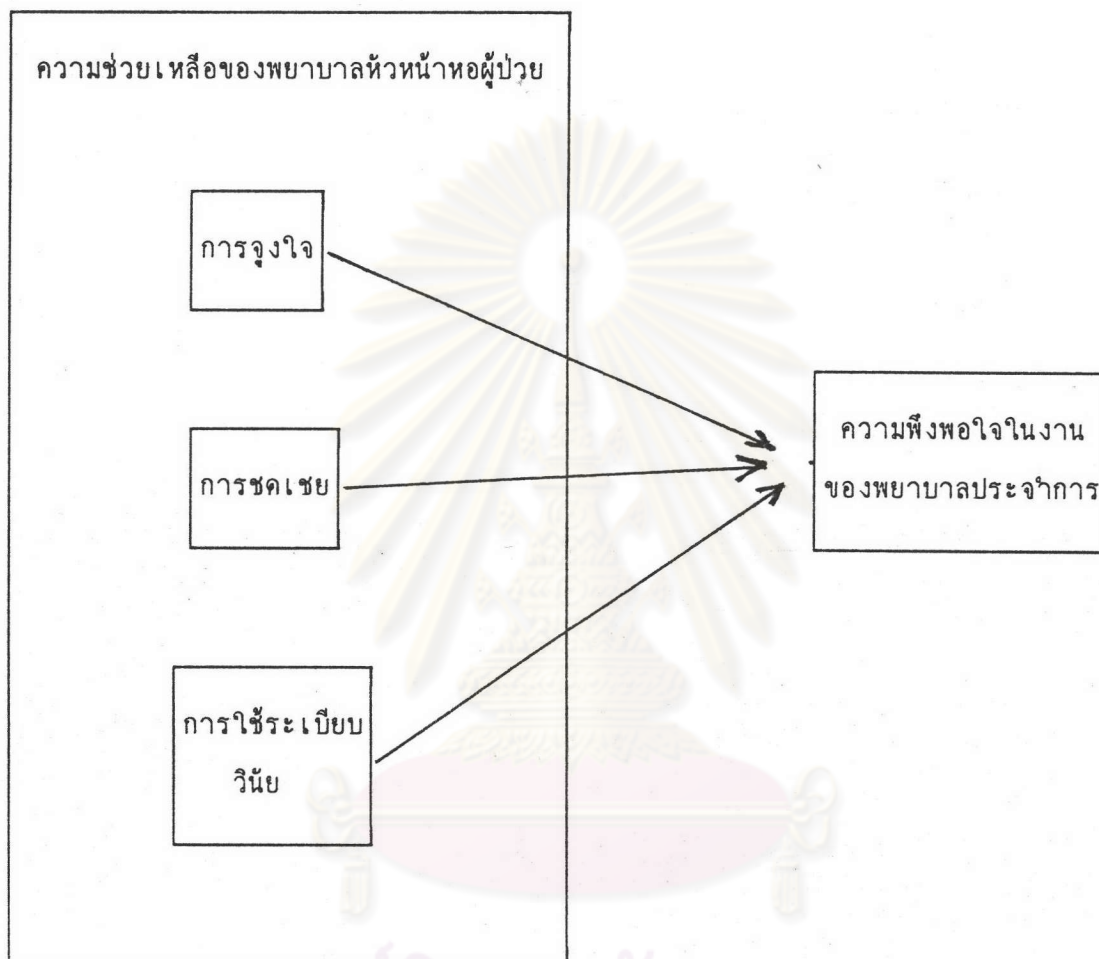 ความช่วยเหลือของพยาบาลหัวหน้าหอผู้ป่วย
การจูงใจ
การชดเชย
ความพึงพอใจในงาน
ของพยาบาลประจำการ
การใช้ระเบียบ
วินัย